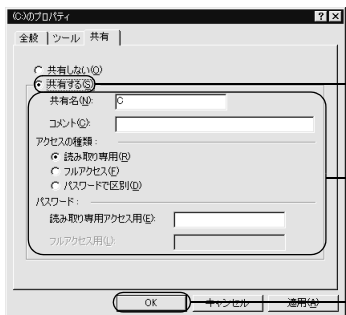 (C:)のプロパティ
全般 ツール 共有
共有しない(O)
共有する(S)
共有名(N): C
コメント(C):
アクセスの種類:
読み取り専用(R)
フルアクセス(F)
パスワードで区別(D)
パスワード:
読み取り専用アクセス用(E):
フルアクセス用(L):
OK キャンセル 適用(A)